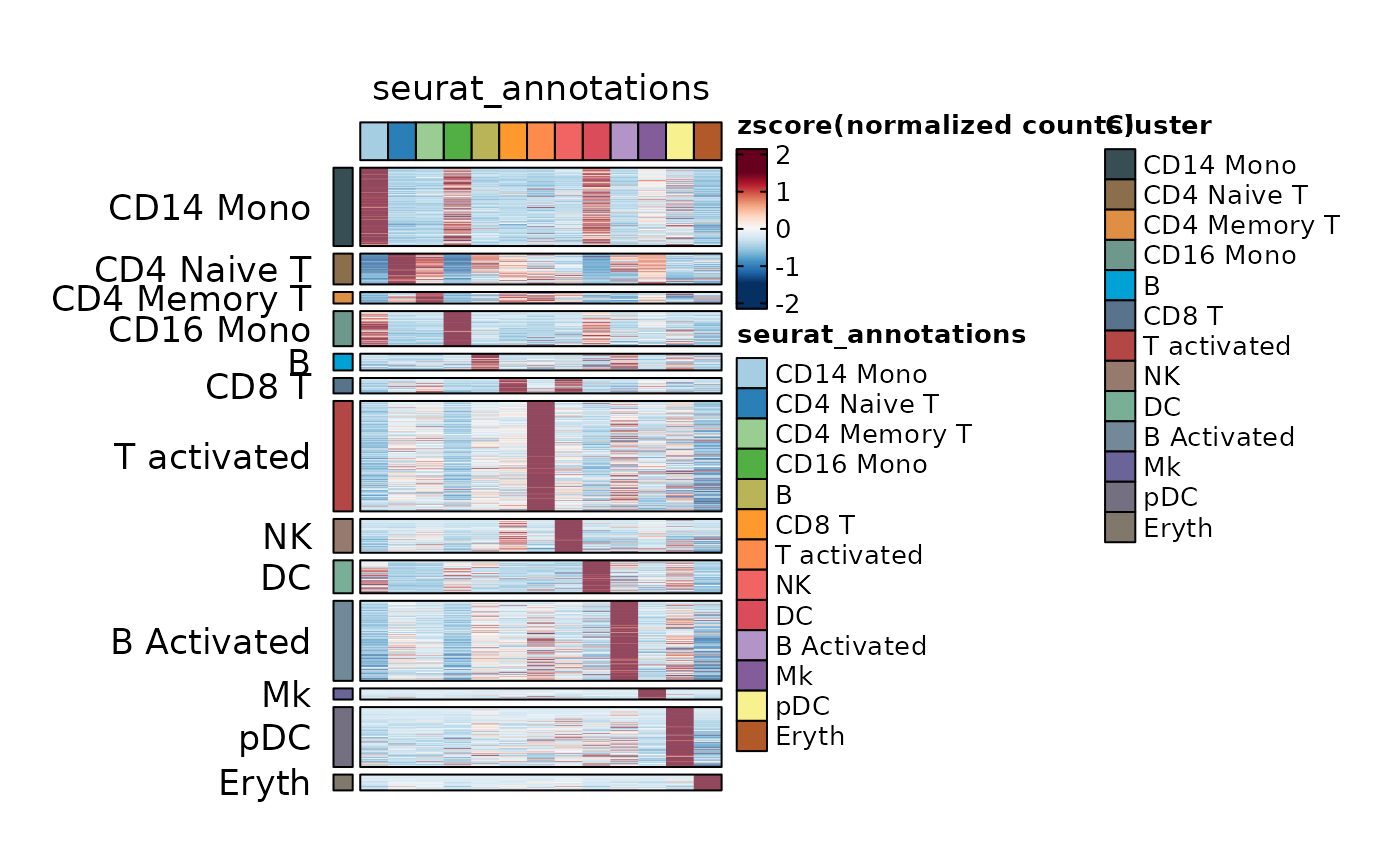 seurat_annotations
CD14 Mono
CD4 Naive T
CD4 Memory T
CD16 Mono
B
CD8 T
T activated
NK
DC
B Activated
Mk
pDC
Eryth
zscore(normalized counts)
2
1
0
-1
-2
seurat_annotations
CD14 Mono
CD4 Naive T
CD4 Memory T
CD16 Mono
B
CD8 T
T activated
NK
DC
B Activated
Mk
pDC
Eryth
Cluster
CD14 Mono
CD4 Naive T
CD4 Memory T
CD16 Mono
B
CD8 T
T activated
NK
DC
B Activated
Mk
pDC
Eryth